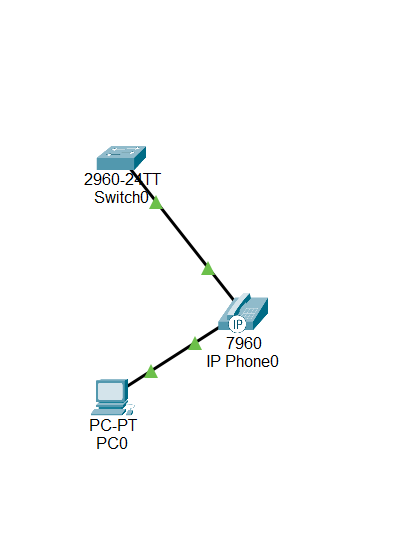 2960-24TT
Switch0
IP
7960
IP Phone0
PC-PT
PC0